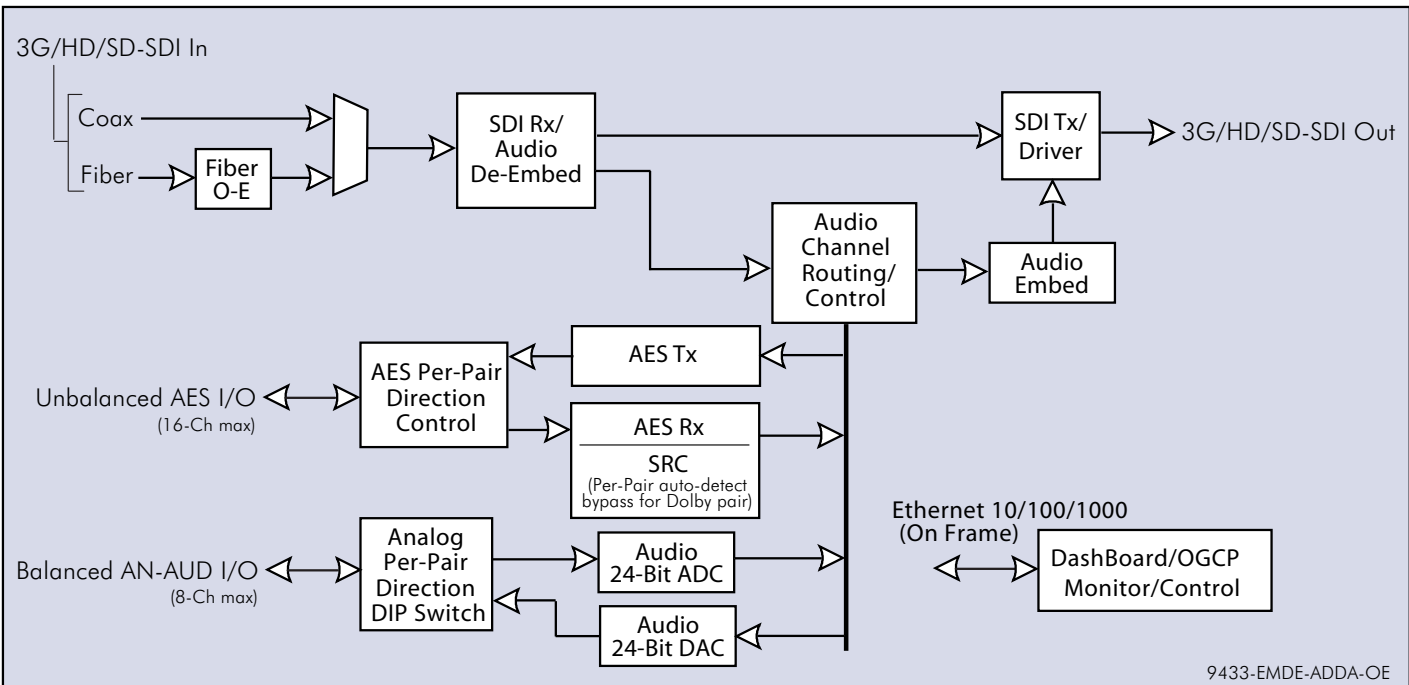 3G/HD/SD-SDI In
Coax
Fiber
Fiber
O-E
SDI Rx/
Audio
De-Embed
SDI Tx/
Driver
3G/HD/SD-SDI Out
Audio
Channel
Routing/
Control
Audio
Embed
AES Tx
AES Per-Pair
Direction
Control
Unbalanced AES I/O
(16-Ch max)
AES Rx
SRC
(Per-Pair auto-detect
bypass for Dolby pair)
Analog
Per-Pair
Direction
DIP Switch
Balanced AN-AUD I/O
(8-Ch max)
Audio
24-Bit ADC
Audio
24-Bit DAC
Ethernet 10/100/1000
(On Frame)
DashBoard/OGCP
Monitor/Control
9433-EMDE-ADDA-OE